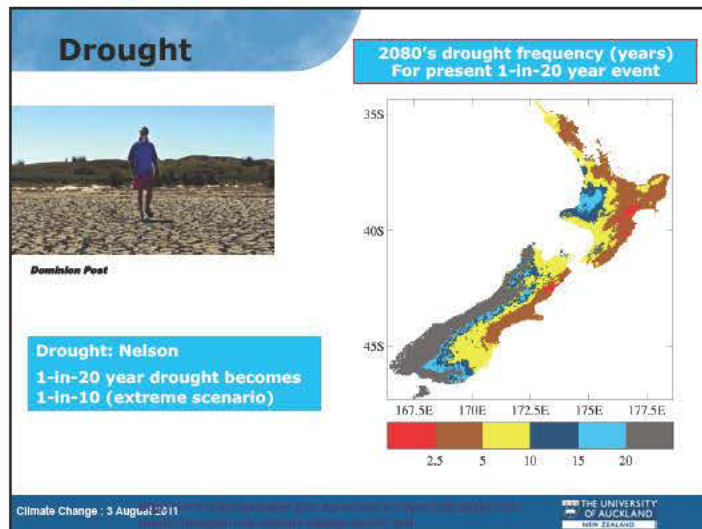 Drought
2080's drought frequency (years)
For present 1-in-20 year event
Dominion Post
Drought: Nelson
1-in-20 year drought becomes
1-in-10 (extreme scenario)
35S
40S
45S
167.5E 170E 172.5E 175E 177.5E
2.5 5 10 15 20
Climate Change : 3 August 2011
THE UNIVERSITY
OF AUCKLAND
NEW ZEALAND